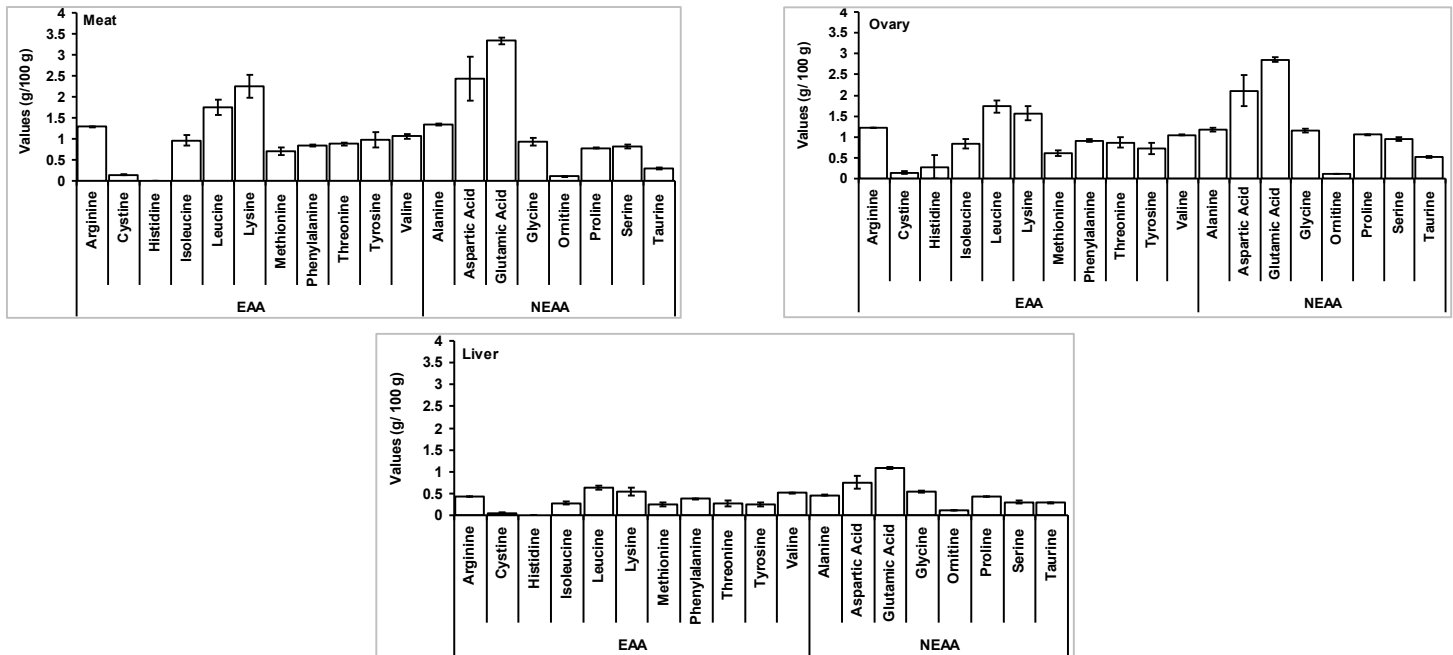 Meat
Values (g/100 g)
4
3.5
3
2.5
2
1.5
1
0.5
0
Arginine
Cystine
Histidine
Isoleucine
Leucine
Lysine
Methionine
Phenylalanine
Threonine
Tyrosine
Valine
Alanine
Aspartic Acid
Glutamic Acid
Glycine
Ornitine
Proline
Serine
Taurine
EAA NEAA
Ovary
Values (g/100 g)
4
3.5
3
2.5
2
1.5
1
0.5
0
Arginine
Cystine
Histidine
Isoleucine
Leucine
Lysine
Methionine
Phenylalanine
Threonine
Tyrosine
Valine
Alanine
Aspartic Acid
Glutamic Acid
Glycine
Ornitine
Proline
Serine
Taurine
EAA NEAA
Liver
Values (g/ 100 g)
4
3.5
3
2.5
2
1.5
1
0.5
0
Arginine
Cystine
Histidine
Isoleucine
Leucine
Lysine
Methionine
Phenylalanine
Threonine
Tyrosine
Valine
Alanine
Aspartic Acid
Glutamic Acid
Glycine
Ornitine
Proline
Serine
Taurine
EAA NEAA